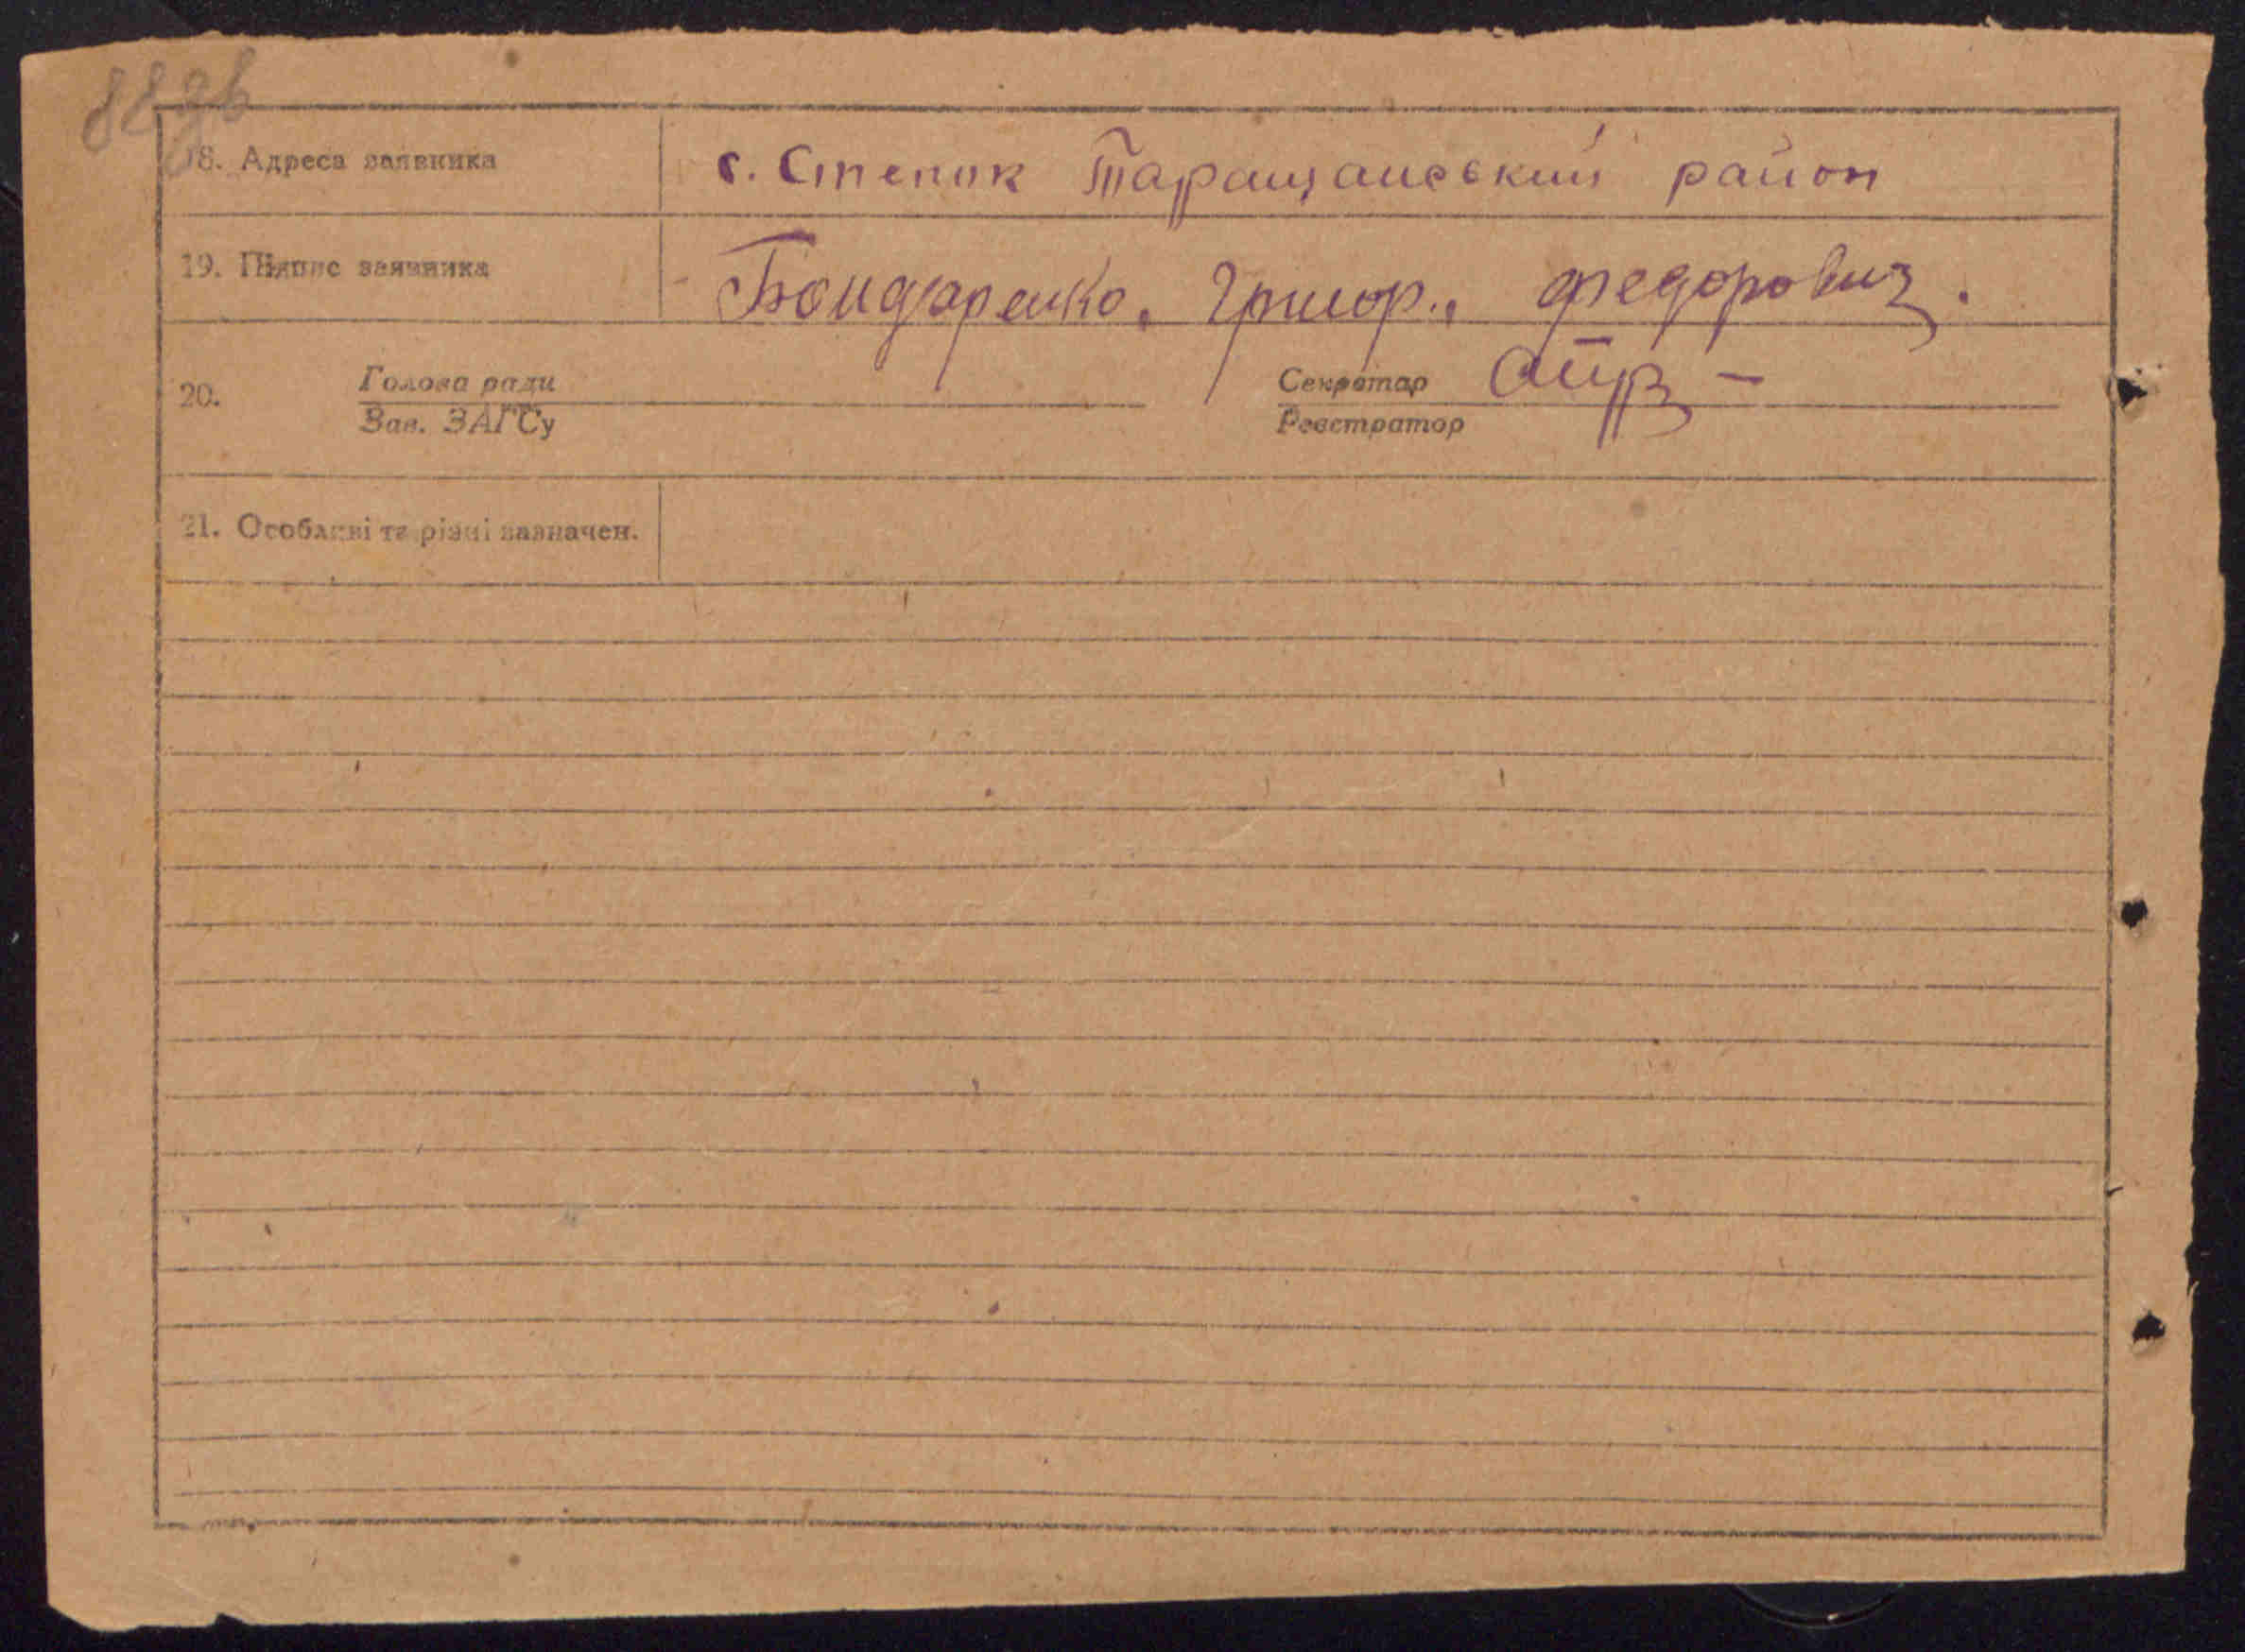 88зв
18. Адреса заявника с. Степок Таращанський район
19. Підпис заявника Бондаренко. Григор., Федорович.
20. Голова ради Секретар
Зав. ЗАГСу Реєстратор
21. Особливі та різні зазначен.